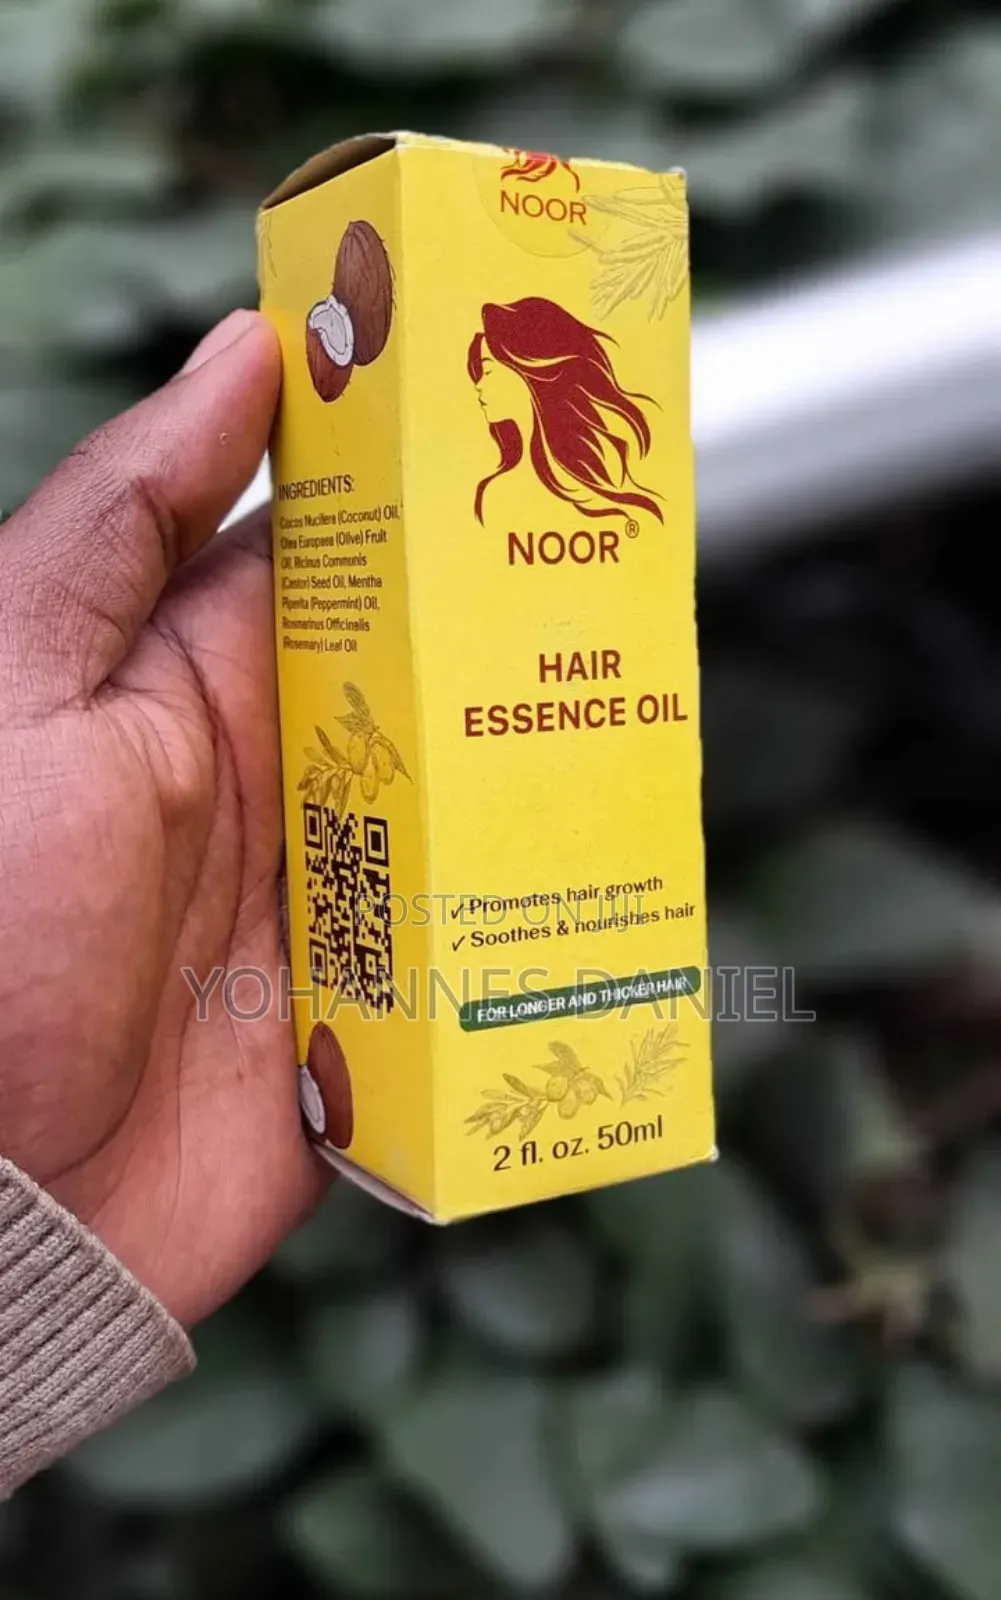 NOOR
NOOR®
HAIR
ESSENCE OIL
✓ Promotes hair growth
✓ Soothes & nourishes hair
FOR LONGER AND THICKER HAIR
2 fl. oz. 50ml
INGREDIENTS:
Cocos Nucifera (Coconut) Oil,
Olea Europaea (Olive) Fruit
Oil, Ricinus Communis
(Castor) Seed Oil, Mentha
Piperita (Peppermint) Oil,
Rosmarinus Officinalis
(Rosemary) Leaf Oil
POSTED ON JIJI
YOHANNES DANIEL